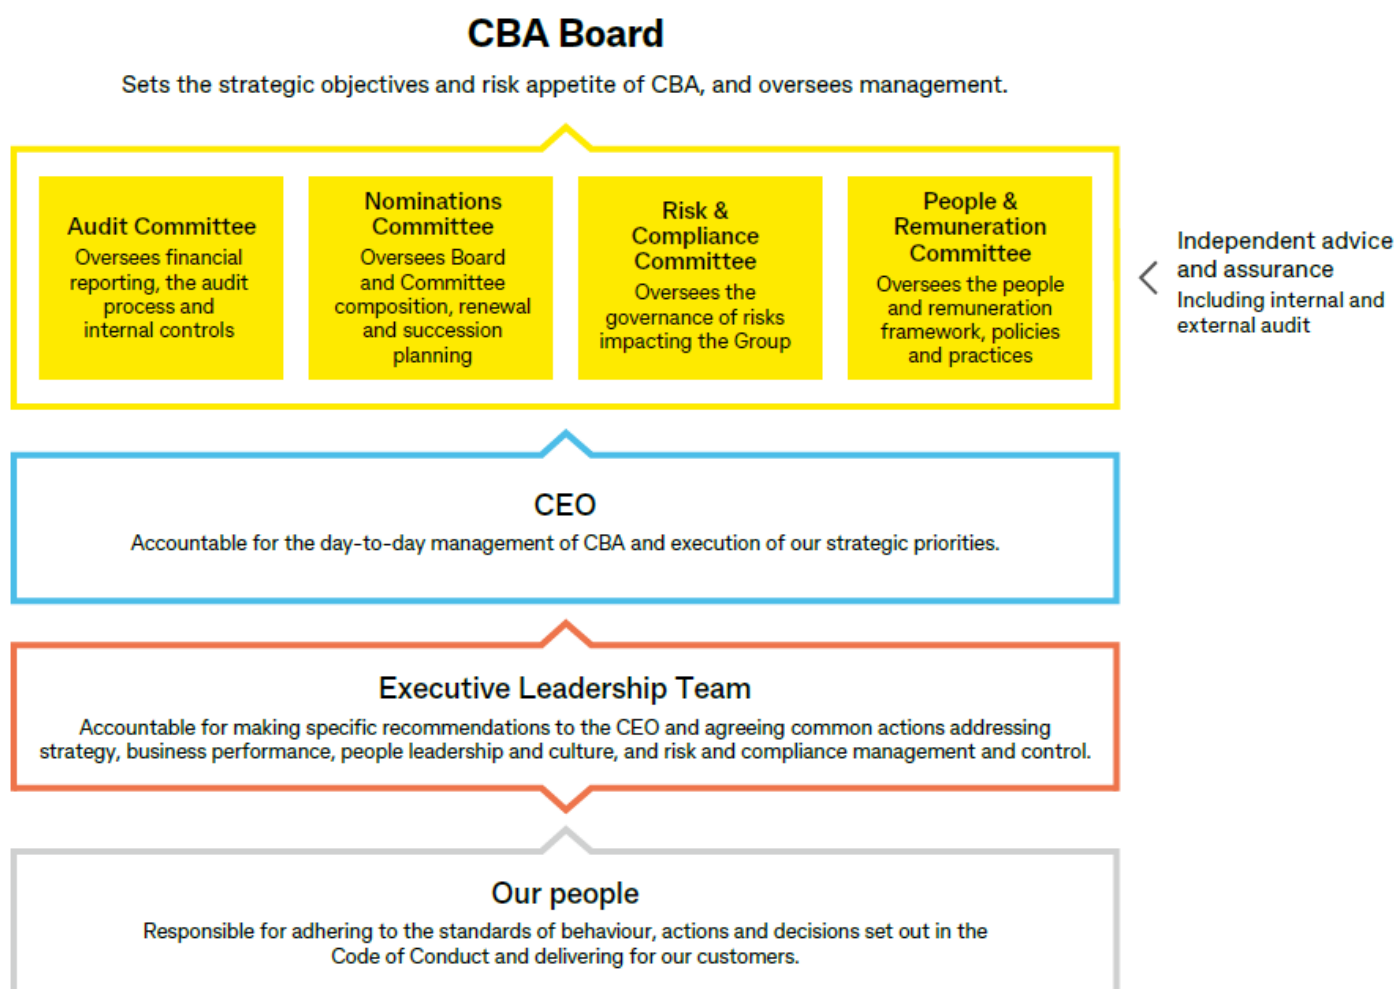 CBA Board
Sets the strategic objectives and risk appetite of CBA, and oversees management.
Audit Committee
Oversees financial
reporting, the audit
process and
internal controls
Nominations
Committee
Oversees Board
and Committee
composition, renewal
and succession
planning
Risk &
Compliance
Committee
Oversees the
governance of risks
impacting the Group
People &
Remuneration
Committee
Oversees the people
and remuneration
framework, policies
and practices
Independent advice
and assurance
Including internal and
external audit
CEO
Accountable for the day-to-day management of CBA and execution of our strategic priorities.
Executive Leadership Team
Accountable for making specific recommendations to the CEO and agreeing common actions addressing
strategy, business performance, people leadership and culture, and risk and compliance management and control.
Our people
Responsible for adhering to the standards of behaviour, actions and decisions set out in the
Code of Conduct and delivering for our customers.